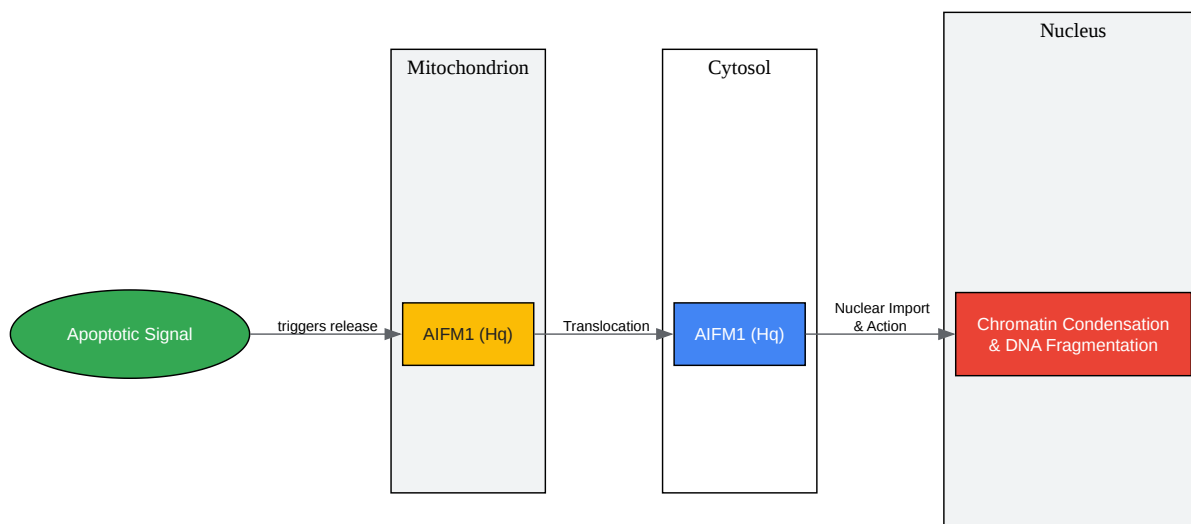 Nucleus
Mitochondrion
Cytosol
Apoptotic Signal
triggers release
AIFM1 (Hq)
Translocation
AIFM1 (Hq)
Nuclear Import
& Action
Chromatin Condensation
& DNA Fragmentation